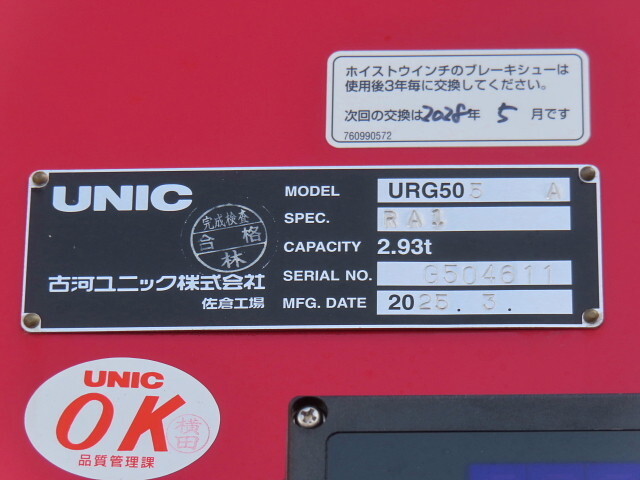 ホイストウインチのブレーキシューは
使用後3年毎に交換してください。
次回の交換は2028年 5 月です
760990572
UNIC
完成検査
合格
林
古河ユニック株式会社
佐倉工場
MODEL URG505 A
SPEC. RA1
CAPACITY 2.93t
SERIAL NO. G504611
MFG. DATE 2025. 3.
UNIC
OK
横田
品質管理課